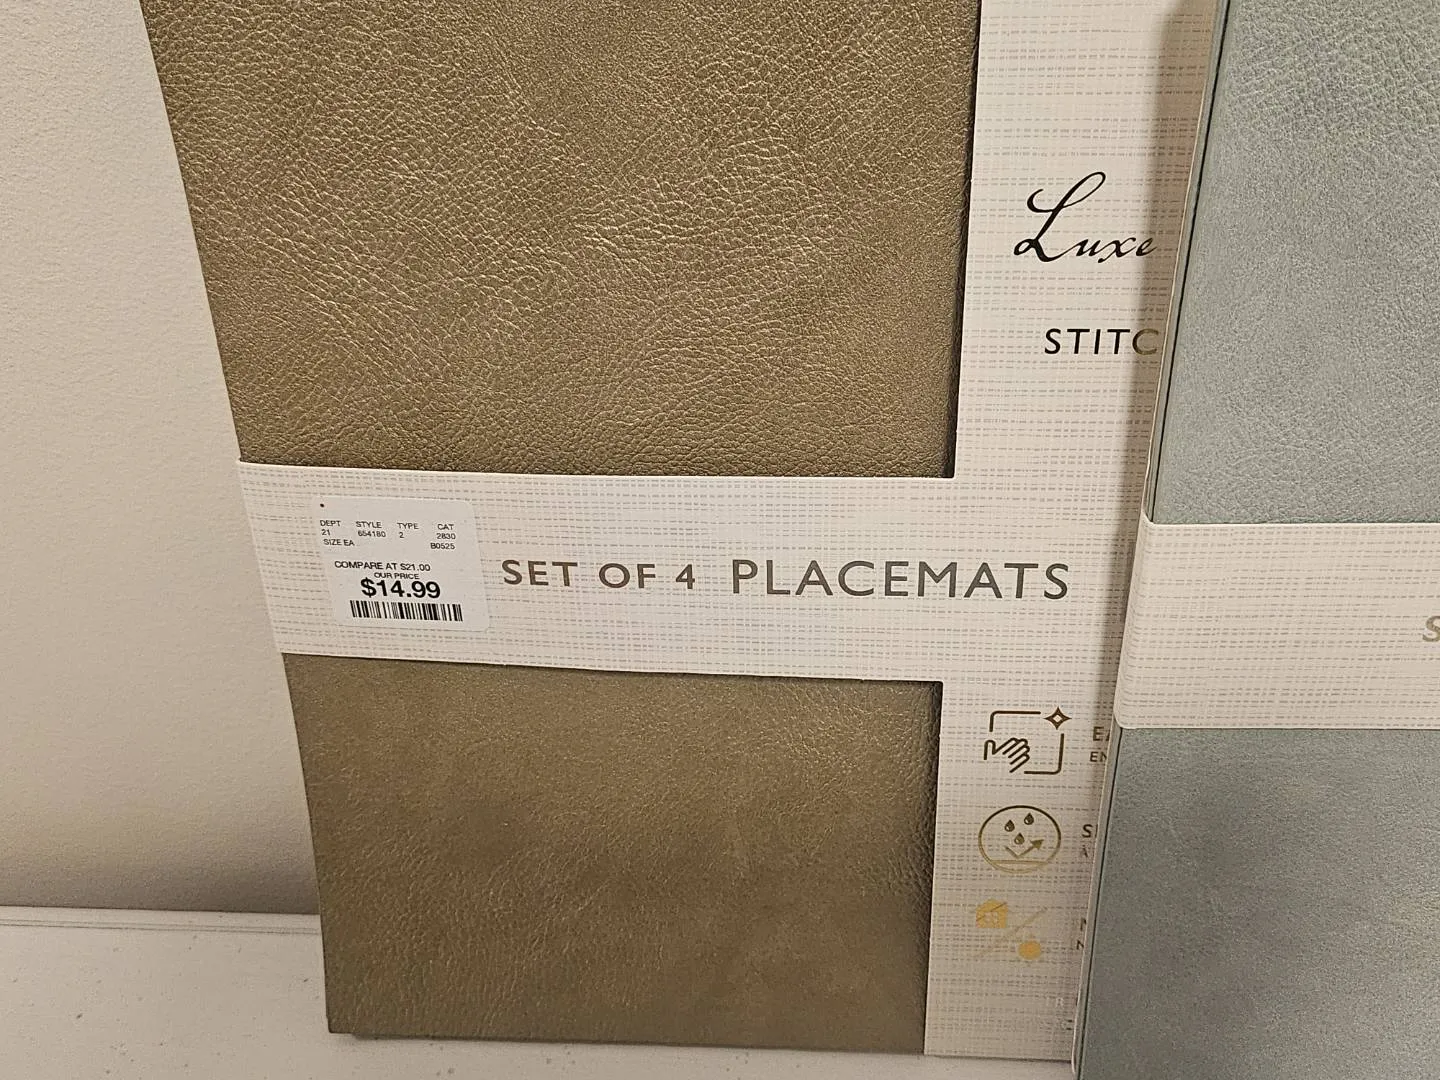 Luxe
STITC
DEPT STYLE TYPE CAT
21 654180 2 2830
SIZE EA B0525
COMPARE AT $21.00
OUR PRICE
$14.99
SET OF 4 PLACEMATS
EN